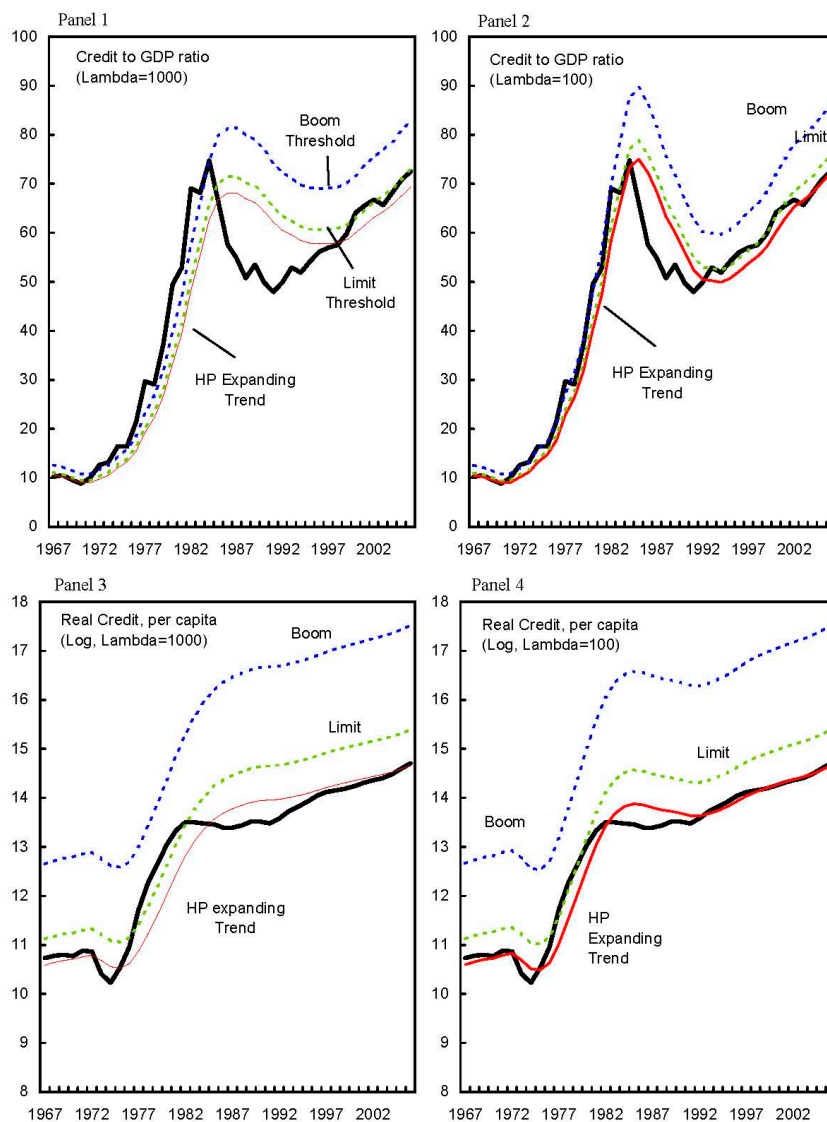 Panel 1
Credit to GDP ratio
(Lambda=1000)
Boom
Threshold
Limit
Threshold
HP Expanding
Trend
100
90
80
70
60
50
40
30
20
10
0
1967 1972 1977 1982 1987 1992 1997 2002
Panel 2
Credit to GDP ratio
(Lambda=100)
Boom
Limit
HP Expanding
Trend
100
90
80
70
60
50
40
30
20
10
0
1967 1972 1977 1982 1987 1992 1997 2002
Panel 3
Real Credit, per capita
(Log, Lambda=1000)
Boom
Limit
HP expanding
Trend
18
17
16
15
14
13
12
11
10
9
8
1967 1972 1977 1982 1987 1992 1997 2002
Panel 4
Real Credit, per capita
(Log, Lambda=100)
Boom
Limit
HP
Expanding
Trend
18
17
16
15
14
13
12
11
10
9
8
1967 1972 1977 1982 1987 1992 1997 2002